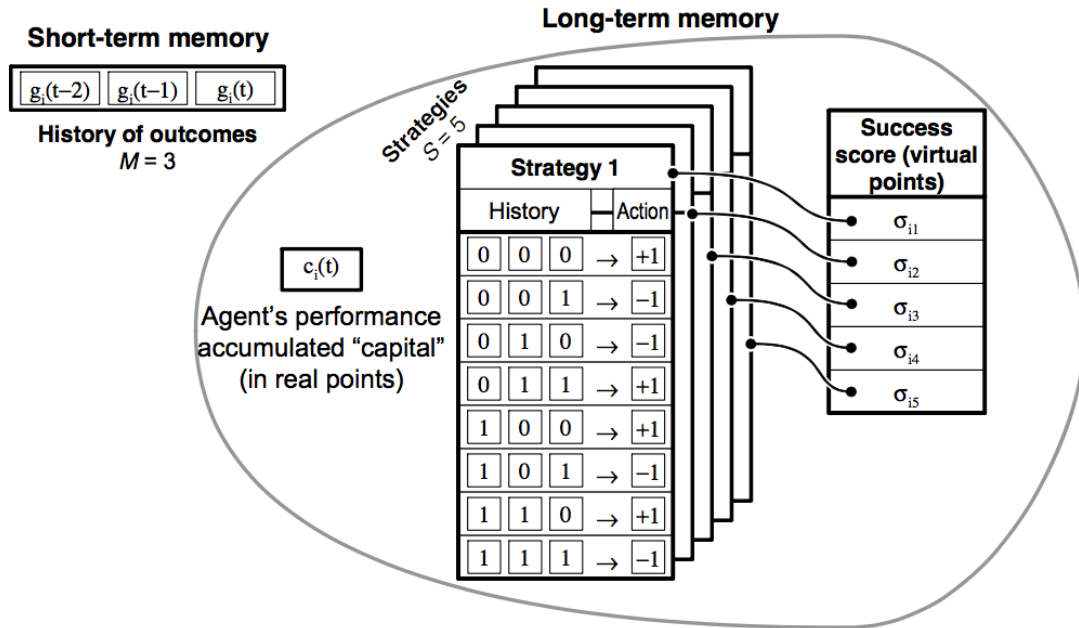 Long-term memory
Short-term memory
gᵢ(t–2) gᵢ(t–1) gᵢ(t)
History of outcomes
M = 3
Strategies
S = 5
Strategy 1
History Action
0 0 0 → +1
0 0 1 → –1
0 1 0 → –1
0 1 1 → +1
1 0 0 → +1
1 0 1 → –1
1 1 0 → +1
1 1 1 → –1
cᵢ(t)
Agent's performance
accumulated “capital”
(in real points)
Success
score (virtual
points)
σi1
σi2
σi3
σi4
σi5